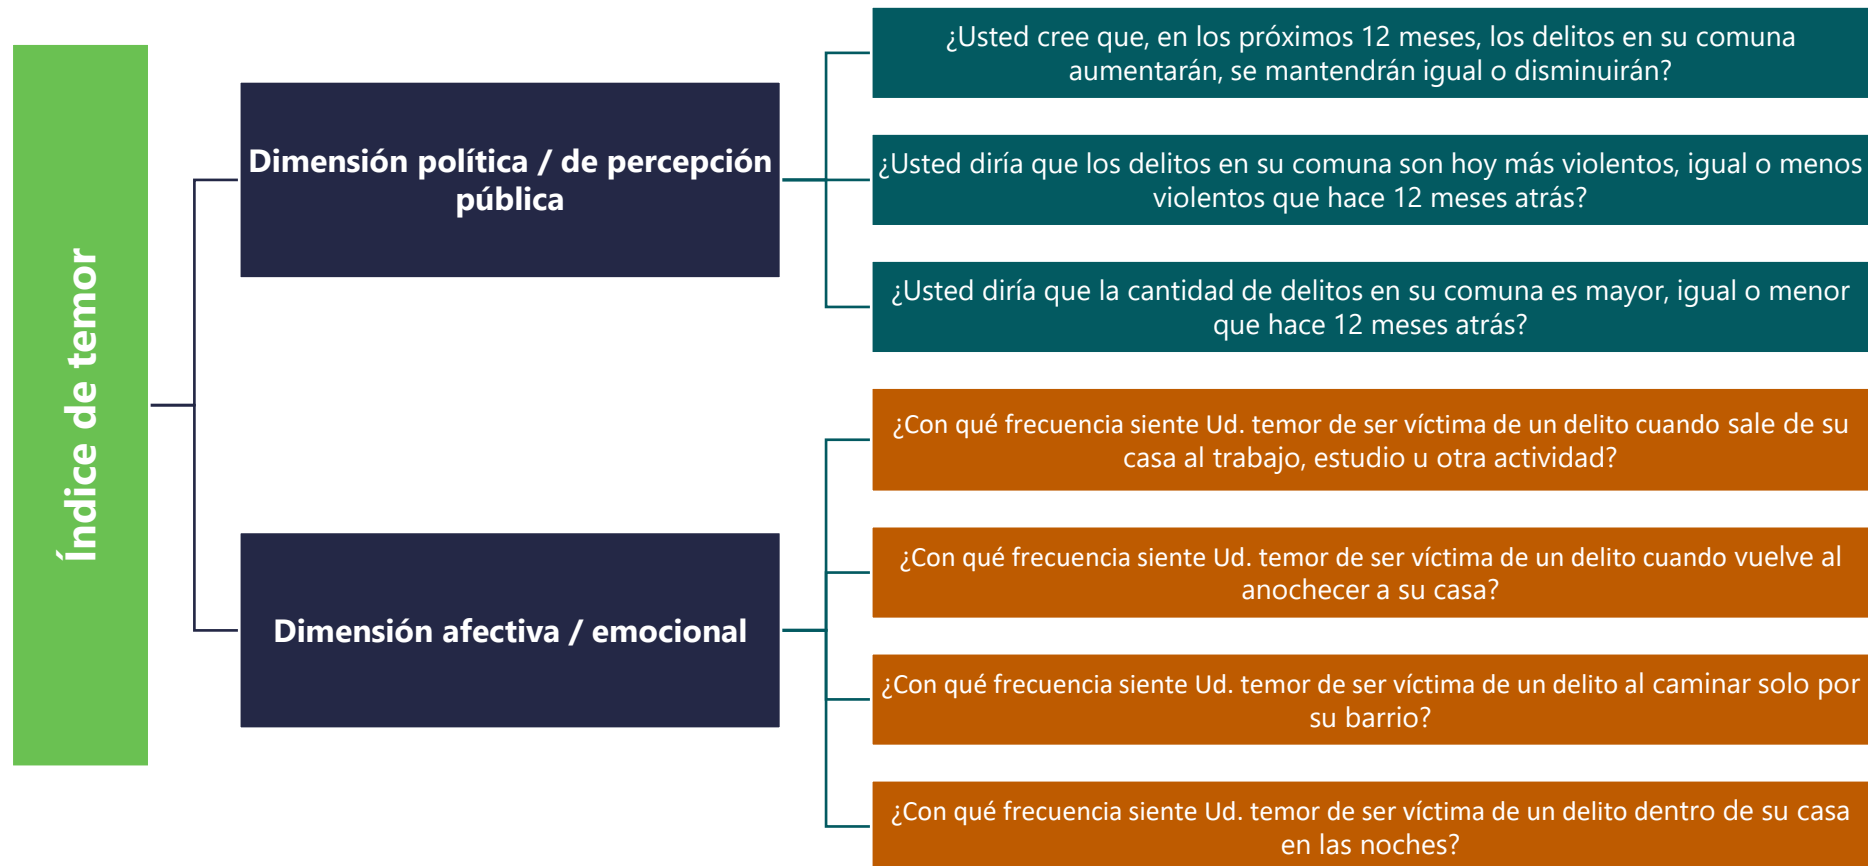 Índice de temor
Dimensión política / de percepción
pública
¿Usted cree que, en los próximos 12 meses, los delitos en su comuna
aumentarán, se mantendrán igual o disminuirán?
¿Usted diría que los delitos en su comuna son hoy más violentos, igual o menos
violentos que hace 12 meses atrás?
¿Usted diría que la cantidad de delitos en su comuna es mayor, igual o menor
que hace 12 meses atrás?
Dimensión afectiva / emocional
¿Con qué frecuencia siente Ud. temor de ser víctima de un delito cuando sale de su
casa al trabajo, estudio u otra actividad?
¿Con qué frecuencia siente Ud. temor de ser víctima de un delito cuando vuelve al
anochecer a su casa?
¿Con qué frecuencia siente Ud. temor de ser víctima de un delito al caminar solo por
su barrio?
¿Con qué frecuencia siente Ud. temor de ser víctima de un delito dentro de su casa
en las noches?